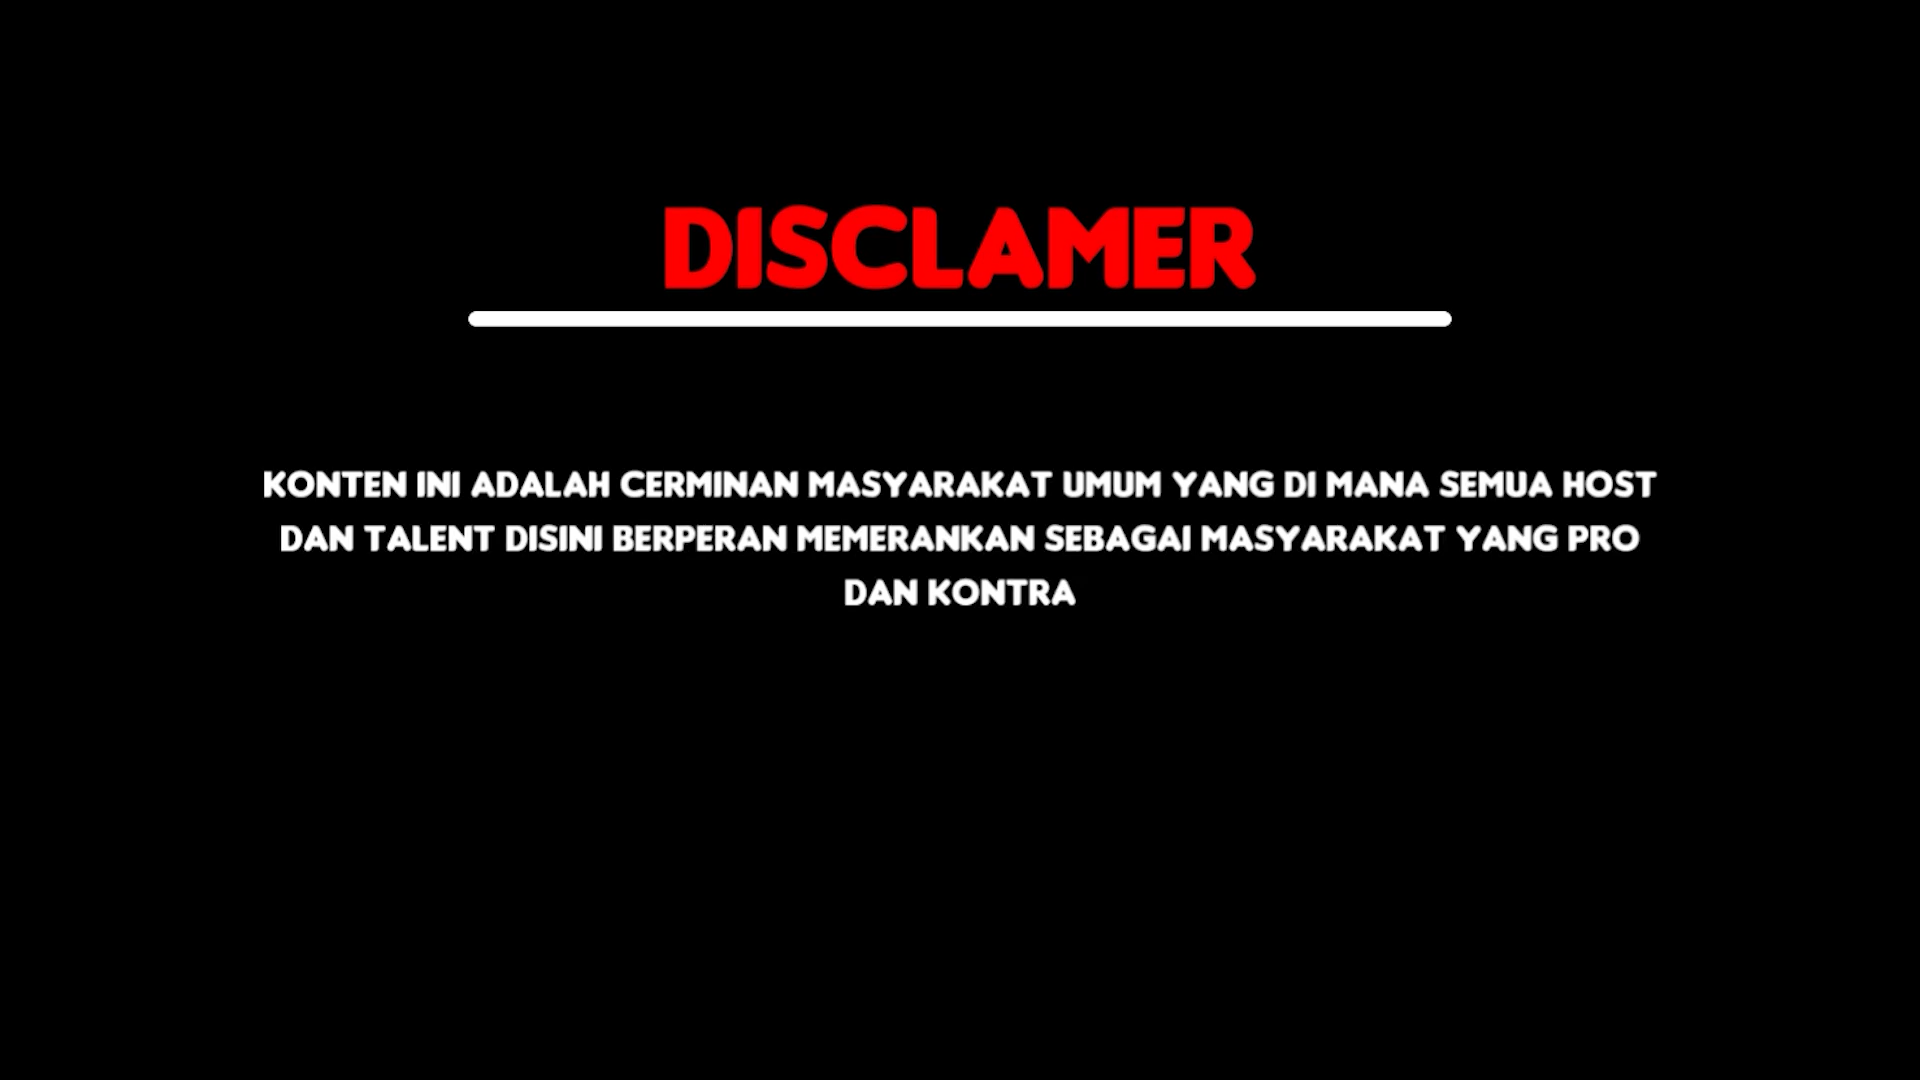 DISCLAMER
KONTEN INI ADALAH CERMINAN MASYARAKAT UMUM YANG DI MANA SEMUA HOST
DAN TALENT DISINI BERPERAN MEMERANKAN SEBAGAI MASYARAKAT YANG PRO
DAN KONTRA